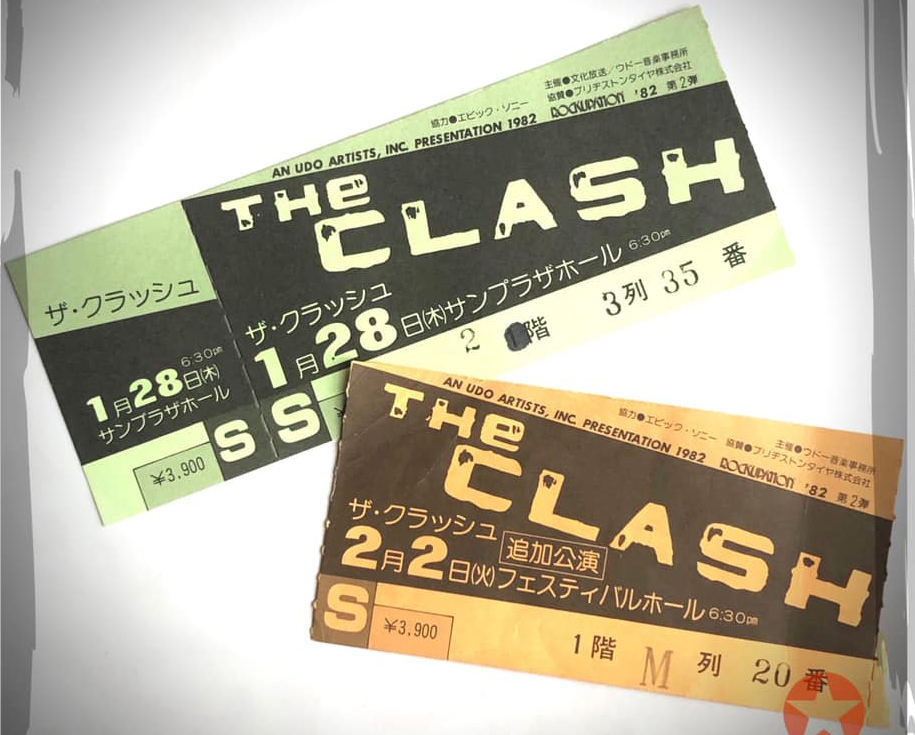 主催●文化放送／ウドー音楽事務所
協力●エピック・ソニー 協賛●ブリヂストンタイヤ株式会社
AN UDO ARTISTS, INC. PRESENTATION 1982 ROCKUPATION '82 第2弾
THe
CLASH
ザ・クラッシュ
1月28日(木)サンプラザホール 6:30pm
2 階 3列 35 番
S
ザ・クラッシュ
6:30pm
1月28日(木)
サンプラザホール
¥3,900 S
主催●ウドー音楽事務所
協力●エピック・ソニー 協賛●ブリヂストンタイヤ株式会社
AN UDO ARTISTS, INC. PRESENTATION 1982 ROCKUPATION '82 第2弾
THe
CLASH
ザ・クラッシュ 追加公演
2月2日(火)フェスティバルホール 6:30pm
S ¥3,900 1階 M 列 20 番